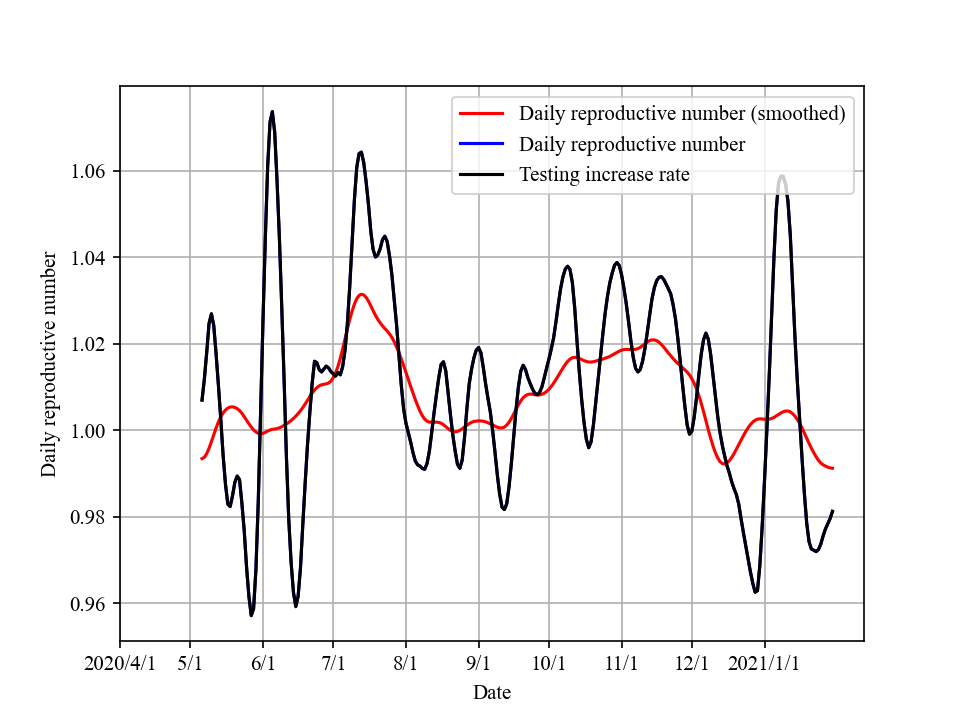 Daily reproductive number (smoothed)
Daily reproductive number
Testing increase rate
1.06
1.04
1.02
1.00
0.98
0.96
Daily reproductive number
2020/4/1 5/1 6/1 7/1 8/1 9/1 10/1 11/1 12/1 2021/1/1
Date